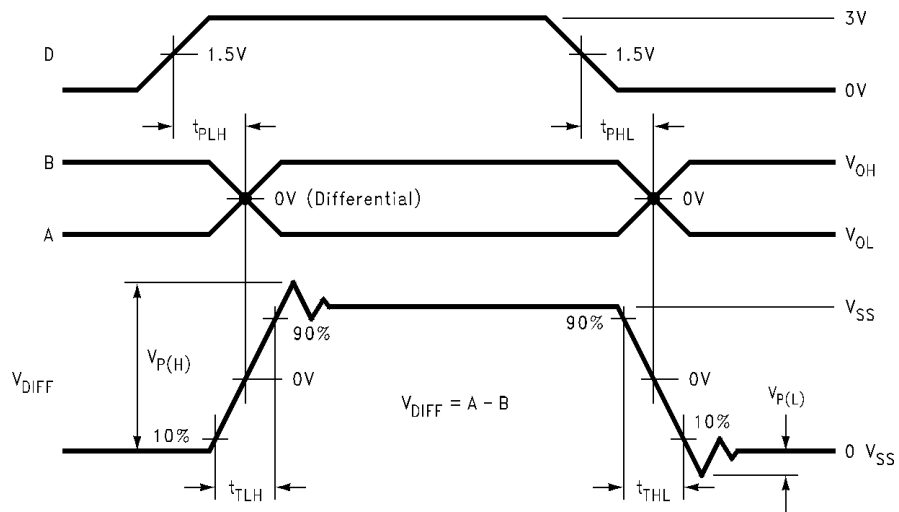 3V
D
1.5V
1.5V
0V
tPLH
tPHL
B
VOH
0V (Differential)
0V
A
VOL
VSS
90%
90%
VP(H)
VDIFF
0V
0V
VDIFF = A - B
VP(L)
10%
10%
0 VSS
tTLH
tTHL